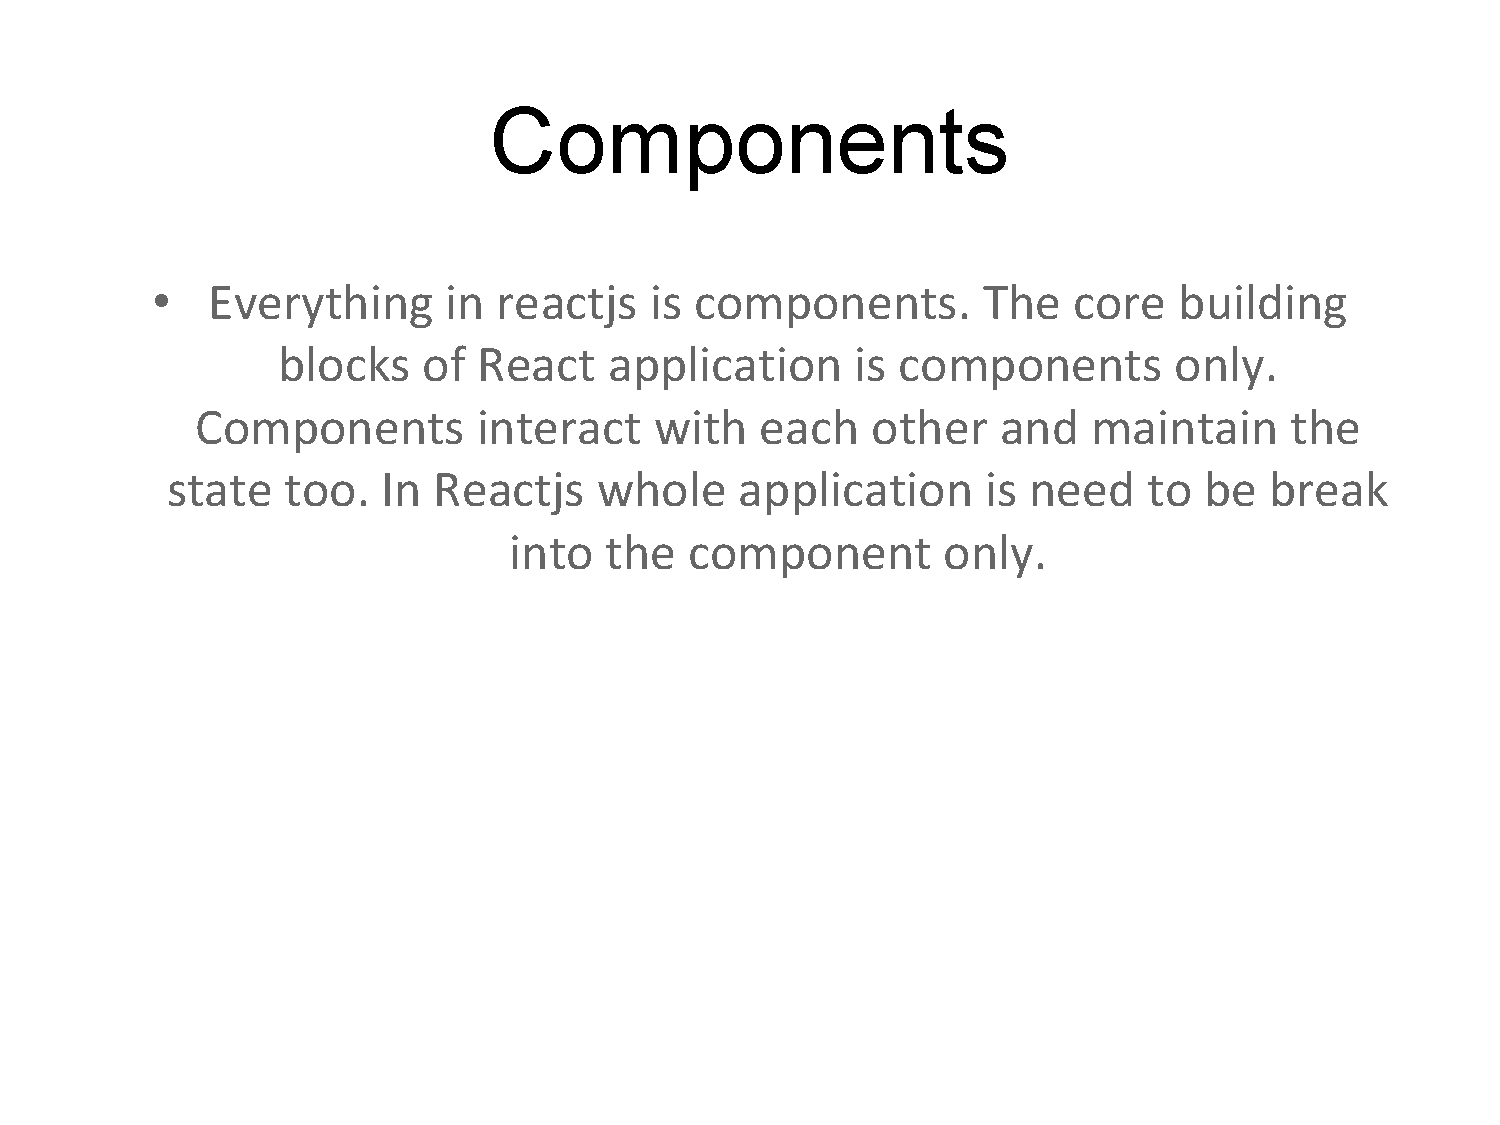 Components
• Everything in reactjs is components. The core building
blocks of React application is components only.
Components interact with each other and maintain the
state too. In Reactjs whole application is need to be break
into the component only.